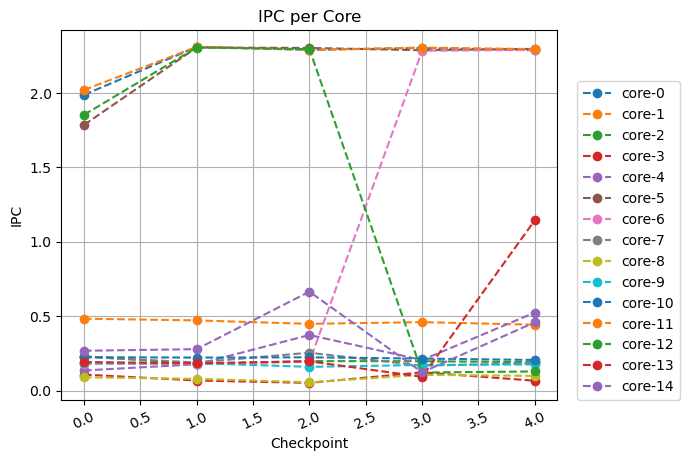 IPC per Core
IPC
2.0
1.5
1.0
0.5
0.0
0.0
0.5
1.0
1.5
2.0
2.5
3.0
3.5
4.0
Checkpoint
core-0
core-1
core-2
core-3
core-4
core-5
core-6
core-7
core-8
core-9
core-10
core-11
core-12
core-13
core-14